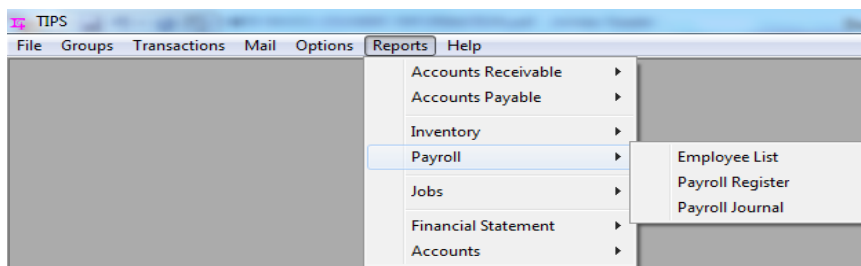 TIPS
File Groups Transactions Mail Options Reports Help
Accounts Receivable
Accounts Payable
Inventory
Payroll
Employee List
Payroll Register
Payroll Journal
Jobs
Financial Statement
Accounts